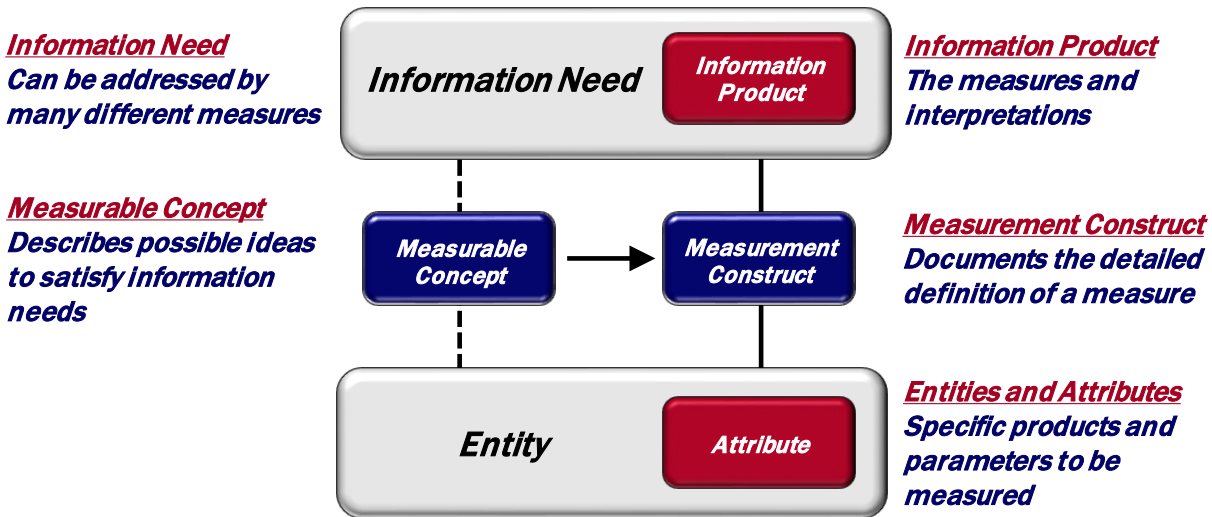 Information Need
Can be addressed by
many different measures
Information Need
Information
Product
Information Product
The measures and
interpretations
Measurable Concept
Describes possible ideas
to satisfy information
needs
Measurable
Concept
Measurement
Construct
Measurement Construct
Documents the detailed
definition of a measure
Entity
Attribute
Entities and Attributes
Specific products and
parameters to be
measured